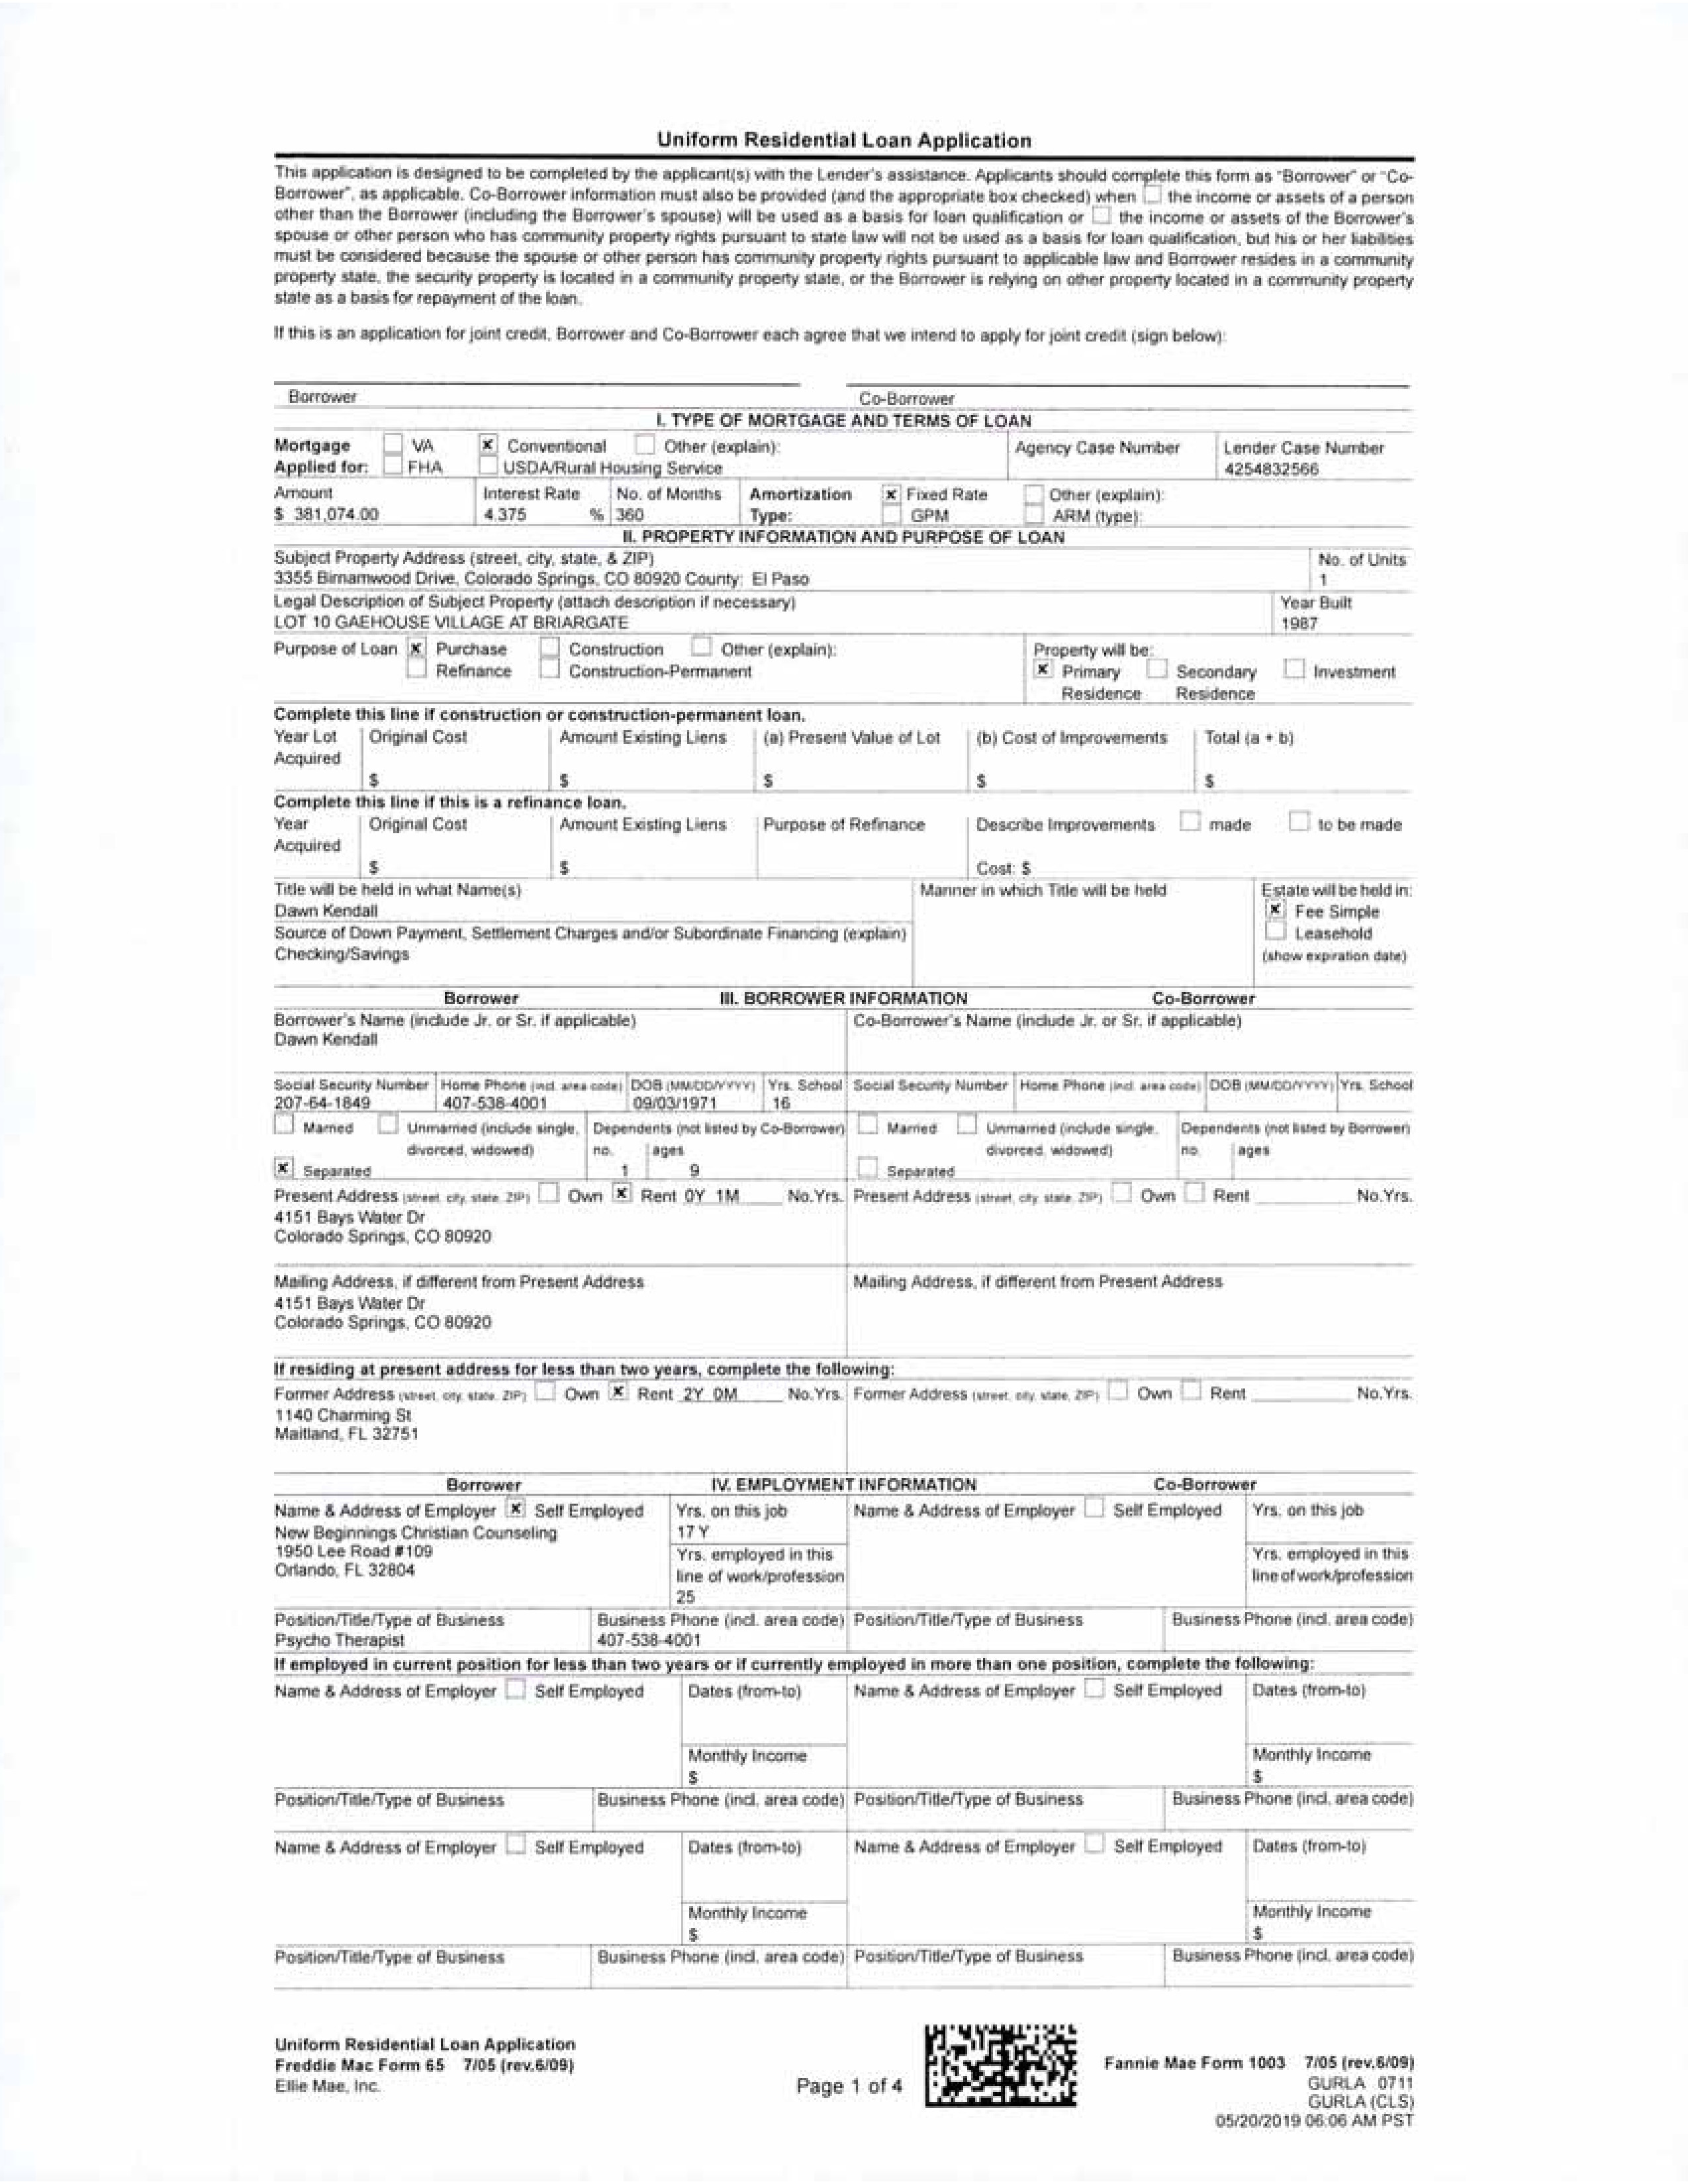 Uniform Residential Loan Application
This application is designed to be completed by the applicant(s) with the Lender's assistance. Applicants should complete this form as "Borrower" or "Co-
Borrower", as applicable. Co-Borrower information must also be provided (and the appropriate box checked) when ☐ the income or assets of a person
other than the Borrower (including the Borrower's spouse) will be used as a basis for loan qualification or ☐ the income or assets of the Borrower's
spouse or other person who has community property rights pursuant to state law will not be used as a basis for loan qualification, but his or her liabilities
must be considered because the spouse or other person has community property rights pursuant to applicable law and Borrower resides in a community
property state, the security property is located in a community property state, or the Borrower is relying on other property located in a community property
state as a basis for repayment of the loan.
If this is an application for joint credit, Borrower and Co-Borrower each agree that we intend to apply for joint credit (sign below):
Borrower Co-Borrower
I. TYPE OF MORTGAGE AND TERMS OF LOAN
Mortgage ☐ VA ☒ Conventional ☐ Other (explain): Agency Case Number Lender Case Number
Applied for: ☐ FHA ☐ USDA/Rural Housing Service 4254832566
Amount Interest Rate No. of Months Amortization ☒ Fixed Rate ☐ Other (explain):
$ 381,074.00 4.375 % 360 Type: ☐ GPM ☐ ARM (type):
II. PROPERTY INFORMATION AND PURPOSE OF LOAN
Subject Property Address (street, city, state, & ZIP) No. of Units
3355 Birnamwood Drive, Colorado Springs, CO 80920 County: El Paso 1
Legal Description of Subject Property (attach description if necessary) Year Built
LOT 10 GAEHOUSE VILLAGE AT BRIARGATE 1987
Purpose of Loan ☒ Purchase ☐ Construction ☐ Other (explain): Property will be:
☐ Refinance ☐ Construction-Permanent ☒ Primary ☐ Secondary ☐ Investment
Residence Residence
Complete this line if construction or construction-permanent loan.
Year Lot Original Cost Amount Existing Liens (a) Present Value of Lot (b) Cost of Improvements Total (a + b)
Acquired
$ $ $ $ $
Complete this line if this is a refinance loan.
Year Original Cost Amount Existing Liens Purpose of Refinance Describe Improvements ☐ made ☐ to be made
Acquired
$ $ Cost: $
Title will be held in what Name(s) Manner in which Title will be held Estate will be held in:
Dawn Kendall ☒ Fee Simple
Source of Down Payment, Settlement Charges and/or Subordinate Financing (explain) ☐ Leasehold
Checking/Savings (show expiration date)
Borrower III. BORROWER INFORMATION Co-Borrower
Borrower's Name (include Jr. or Sr. if applicable) Co-Borrower's Name (include Jr. or Sr. if applicable)
Dawn Kendall
Social Security Number Home Phone (incl. area code) DOB (MM/DD/YYYY) Yrs. School Social Security Number Home Phone (incl. area code) DOB (MM/DD/YYYY) Yrs. School
207-64-1849 407-538-4001 09/03/1971 16
☐ Married ☐ Unmarried (include single, Dependents (not listed by Co-Borrower) ☐ Married ☐ Unmarried (include single, Dependents (not listed by Borrower)
divorced, widowed) no. ages divorced, widowed) no. ages
☒ Separated 1 9 ☐ Separated
Present Address (street, city, state, ZIP) ☐ Own ☒ Rent 0Y 1M No.Yrs. Present Address (street, city, state, ZIP) ☐ Own ☐ Rent No.Yrs.
4151 Bays Water Dr
Colorado Springs, CO 80920
Mailing Address, if different from Present Address Mailing Address, if different from Present Address
4151 Bays Water Dr
Colorado Springs, CO 80920
If residing at present address for less than two years, complete the following:
Former Address (street, city, state, ZIP) ☐ Own ☒ Rent 2Y 0M No.Yrs. Former Address (street, city, state, ZIP) ☐ Own ☐ Rent No.Yrs.
1140 Charming St
Maitland, FL 32751
Borrower IV. EMPLOYMENT INFORMATION Co-Borrower
Name & Address of Employer ☒ Self Employed Yrs. on this job Name & Address of Employer ☐ Self Employed Yrs. on this job
New Beginnings Christian Counseling 17 Y
1950 Lee Road #109 Yrs. employed in this Yrs. employed in this
Orlando, FL 32804 line of work/profession line of work/profession
25
Position/Title/Type of Business Business Phone (incl. area code) Position/Title/Type of Business Business Phone (incl. area code)
Psycho Therapist 407-538-4001
If employed in current position for less than two years or if currently employed in more than one position, complete the following:
Name & Address of Employer ☐ Self Employed Dates (from-to) Name & Address of Employer ☐ Self Employed Dates (from-to)
Monthly Income Monthly Income
$ $
Position/Title/Type of Business Business Phone (incl. area code) Position/Title/Type of Business Business Phone (incl. area code)
Name & Address of Employer ☐ Self Employed Dates (from-to) Name & Address of Employer ☐ Self Employed Dates (from-to)
Monthly Income Monthly Income
$ $
Position/Title/Type of Business Business Phone (incl. area code) Position/Title/Type of Business Business Phone (incl. area code)
Uniform Residential Loan Application
Freddie Mac Form 65 7/05 (rev.6/09) Fannie Mae Form 1003 7/05 (rev.6/09)
Ellie Mae, Inc. Page 1 of 4 GURLA 0711
GURLA (CLS)
05/20/2019 06:06 AM PST